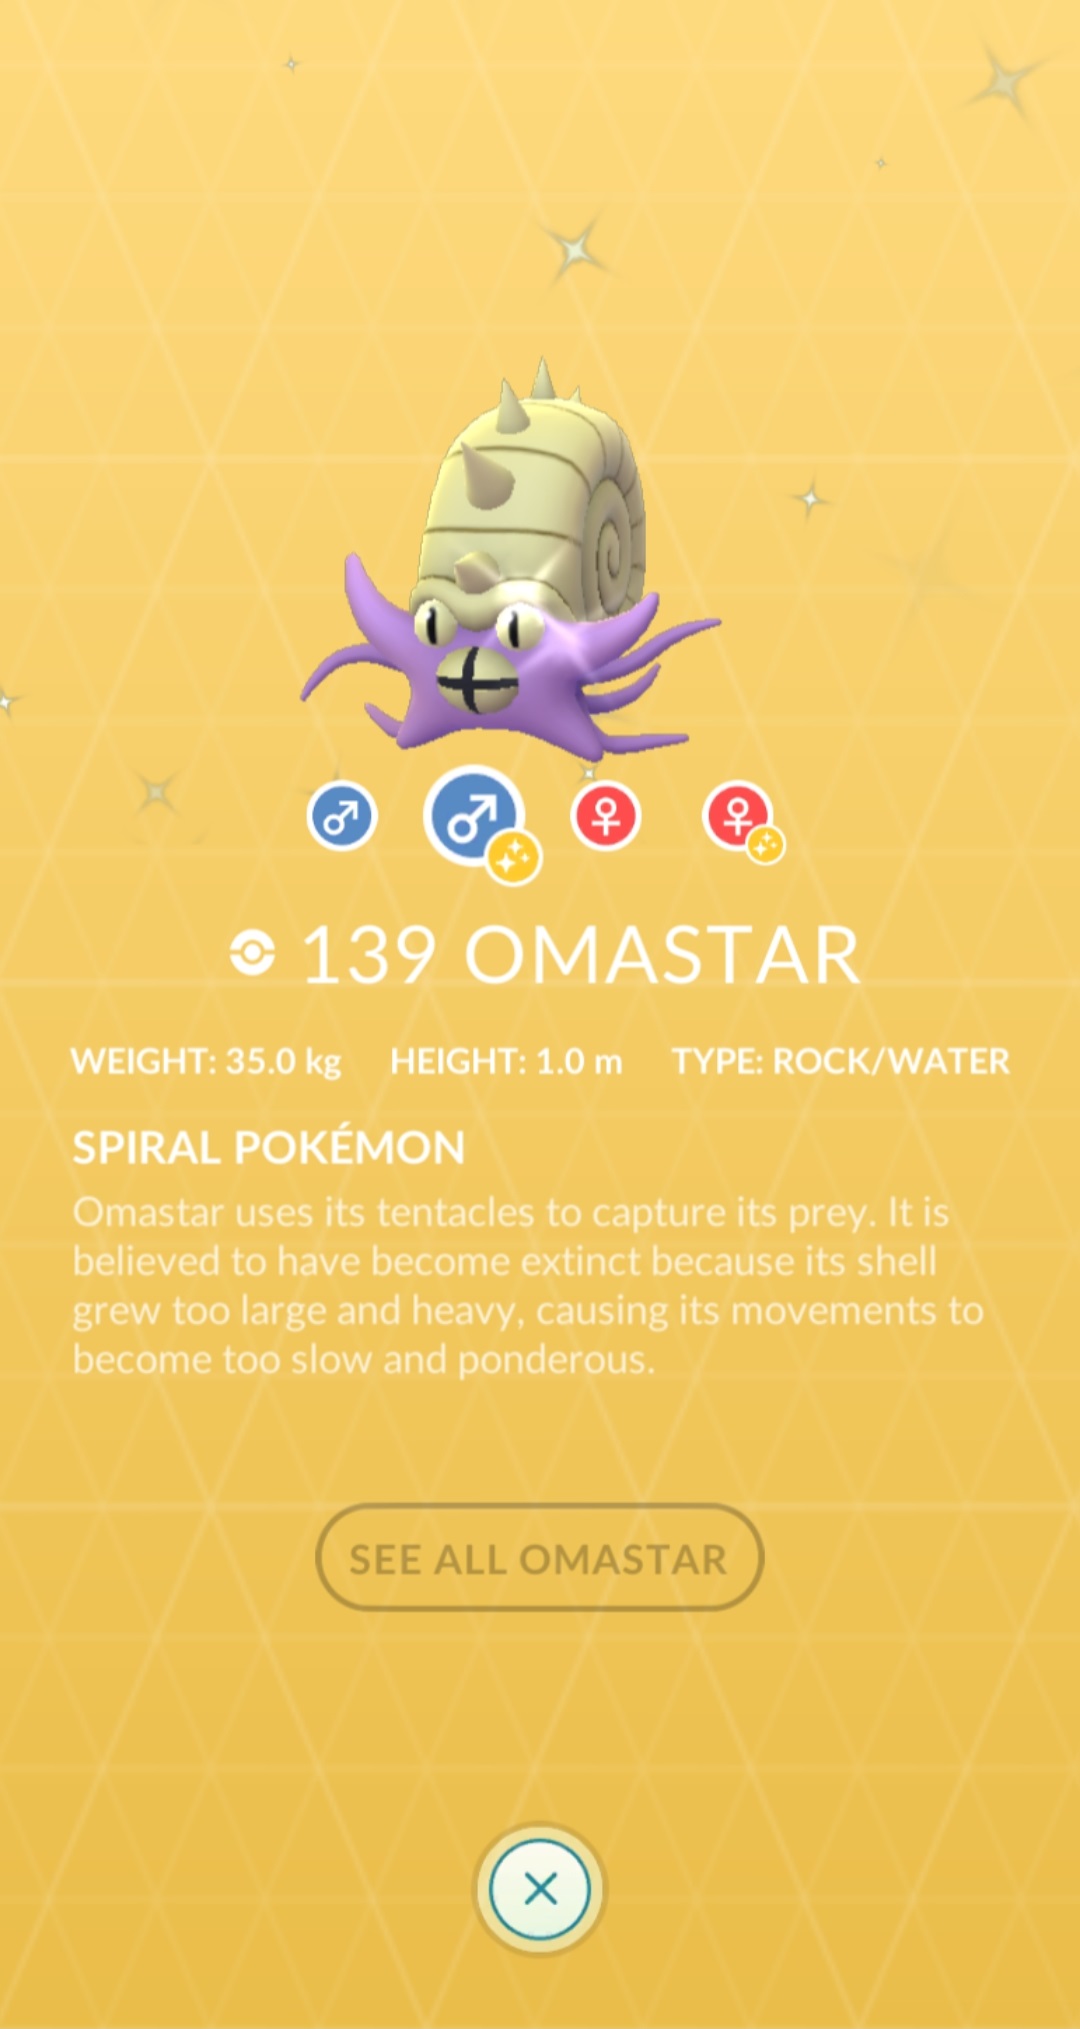 139 OMASTAR
WEIGHT: 35.0 kg HEIGHT: 1.0 m TYPE: ROCK/WATER
SPIRAL POKÉMON
Omastar uses its tentacles to capture its prey. It is
believed to have become extinct because its shell
grew too large and heavy, causing its movements to
become too slow and ponderous.
SEE ALL OMASTAR